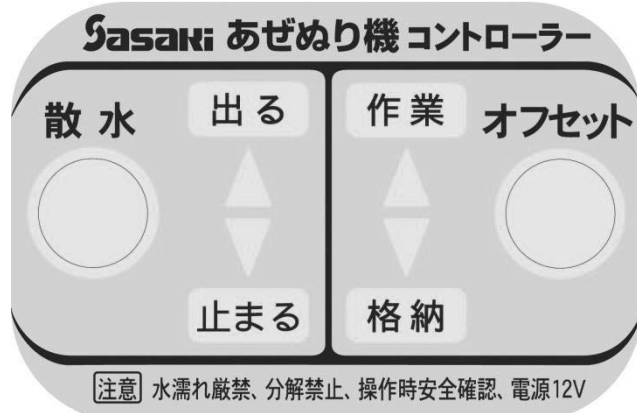 Sasaki あぜぬり機 コントローラー
散水
出る
止まる
作業
格納
オフセット
注意 水濡れ厳禁、分解禁止、操作時安全確認、電源12V